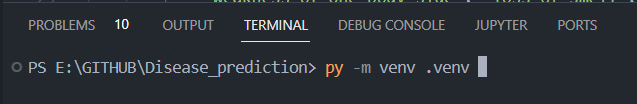 PROBLEMS 10 OUTPUT TERMINAL DEBUG CONSOLE JUPYTER PORTS
PS E:\GITHUB\Disease_prediction> py -m venv .venv